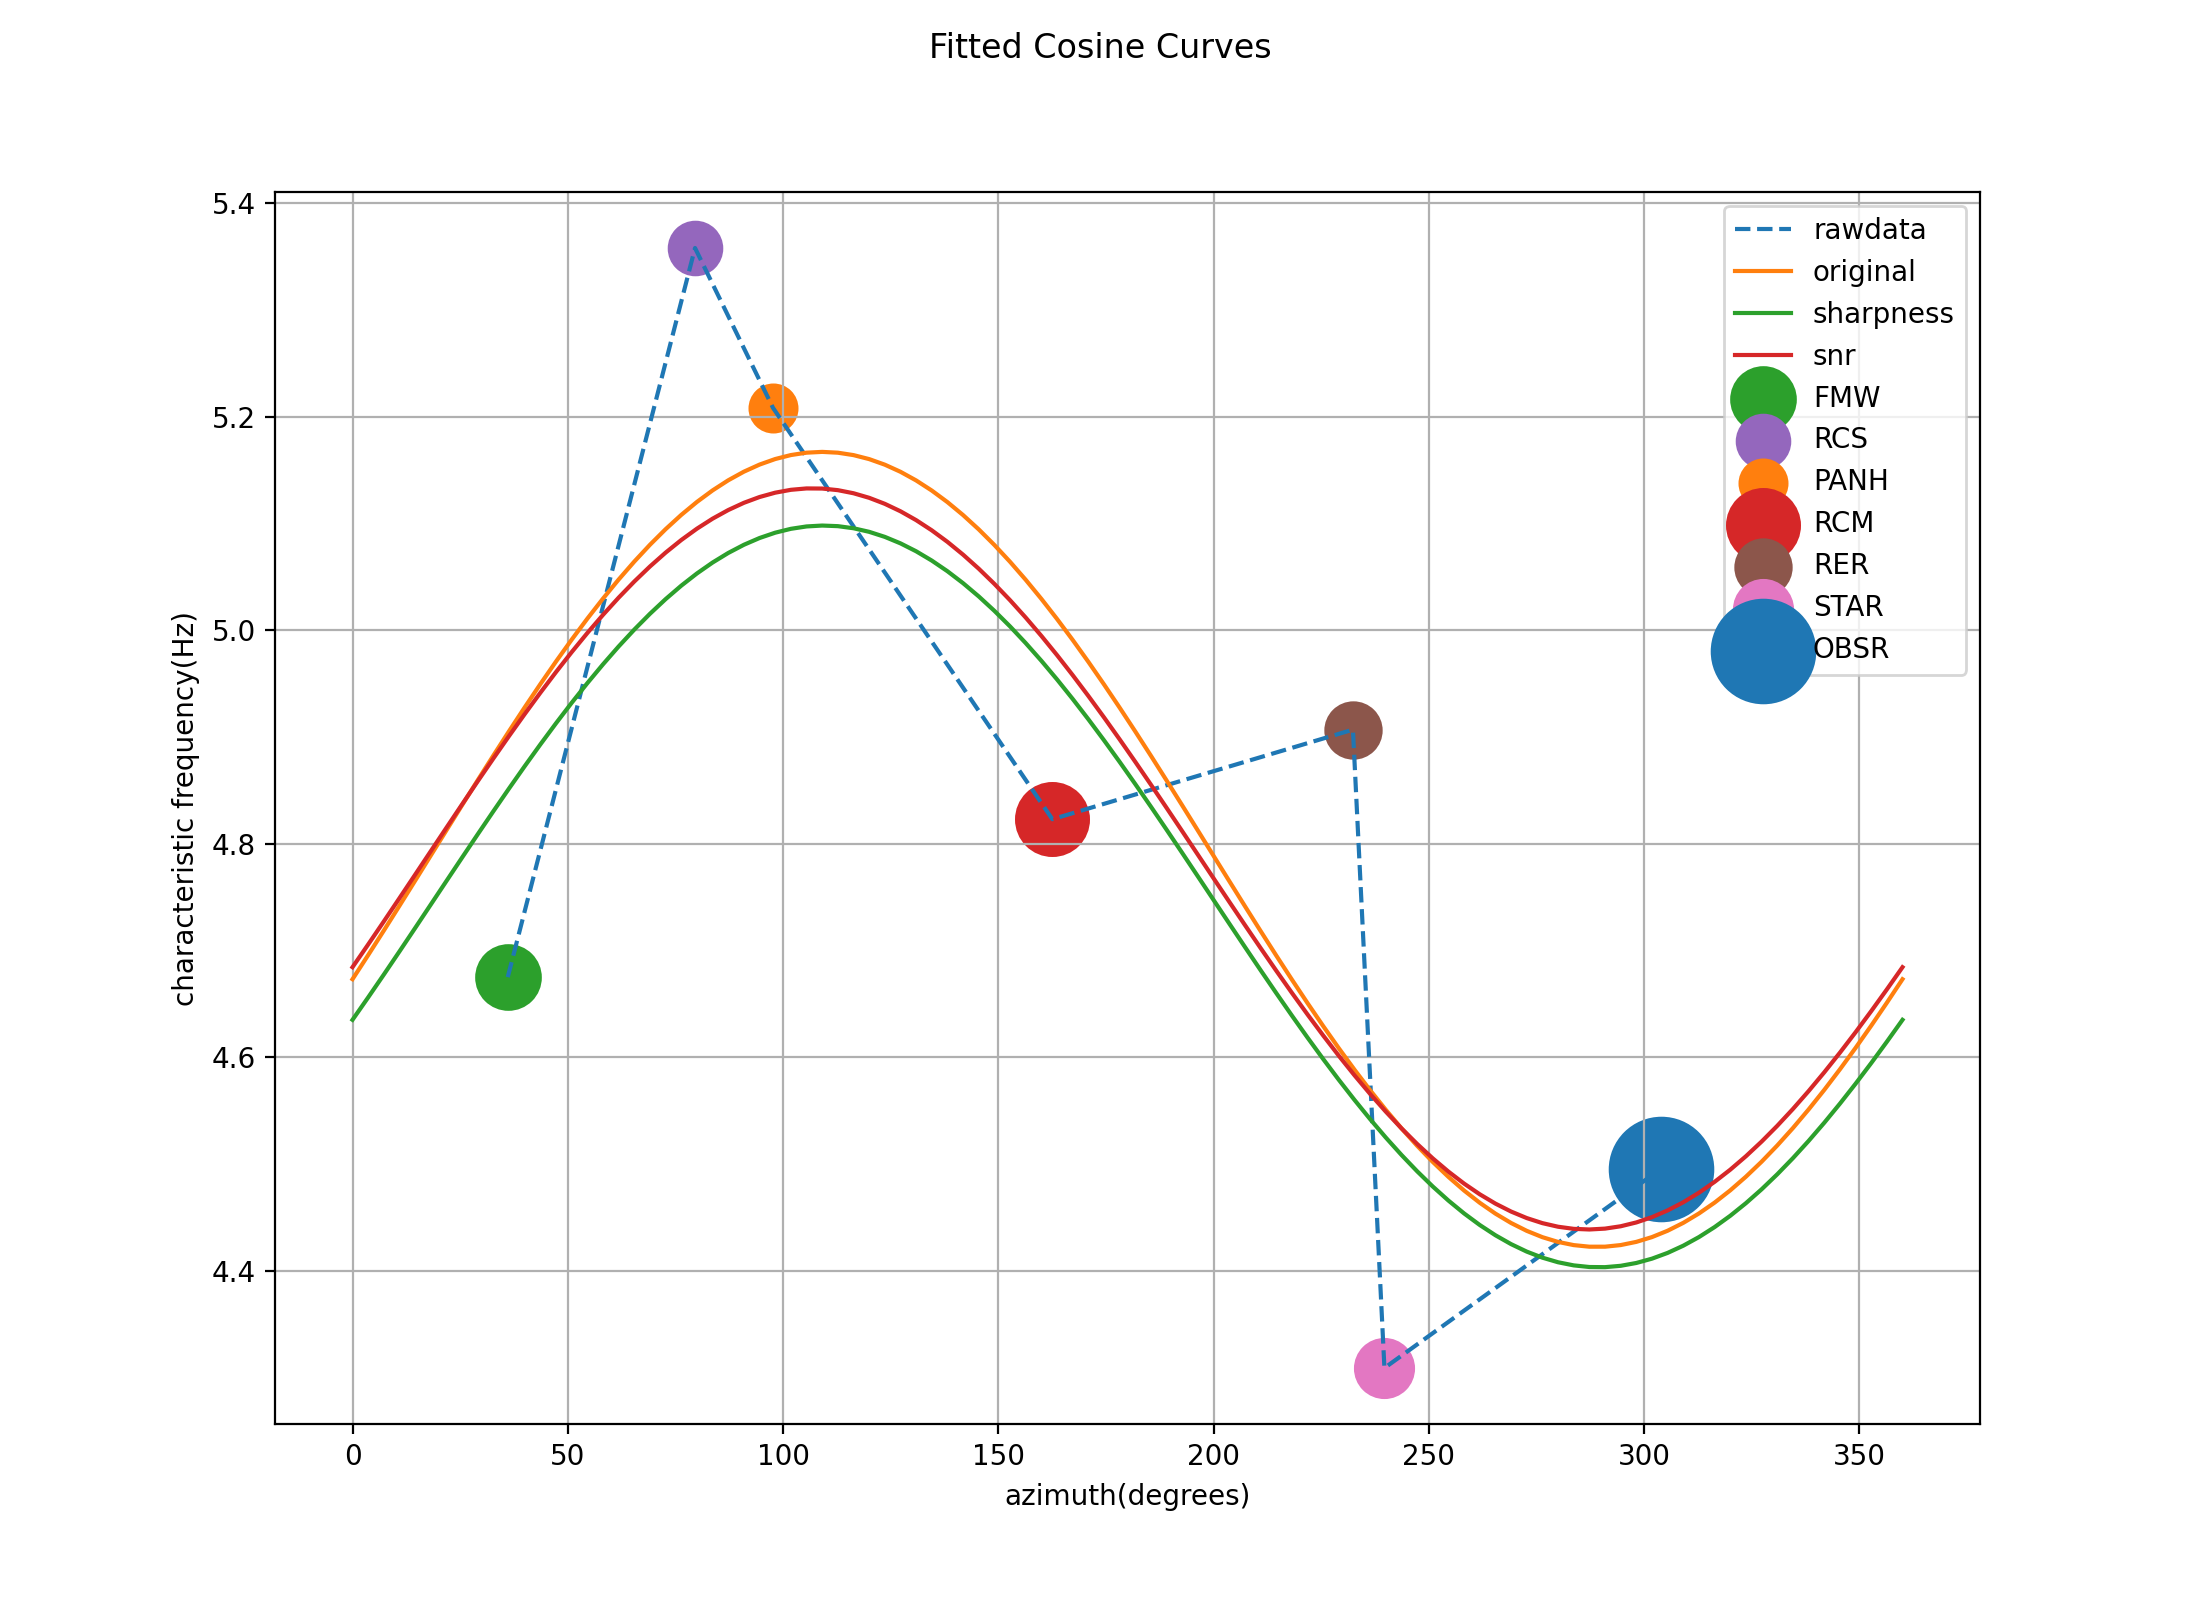 Fitted Cosine Curves
5.4
5.2
5.0
4.8
4.6
4.4
characteristic frequency(Hz)
0 50 100 150 200 250 300 350
azimuth(degrees)
rawdata
original
sharpness
snr
FMW
RCS
PANH
RCM
RER
STAR
OBSR